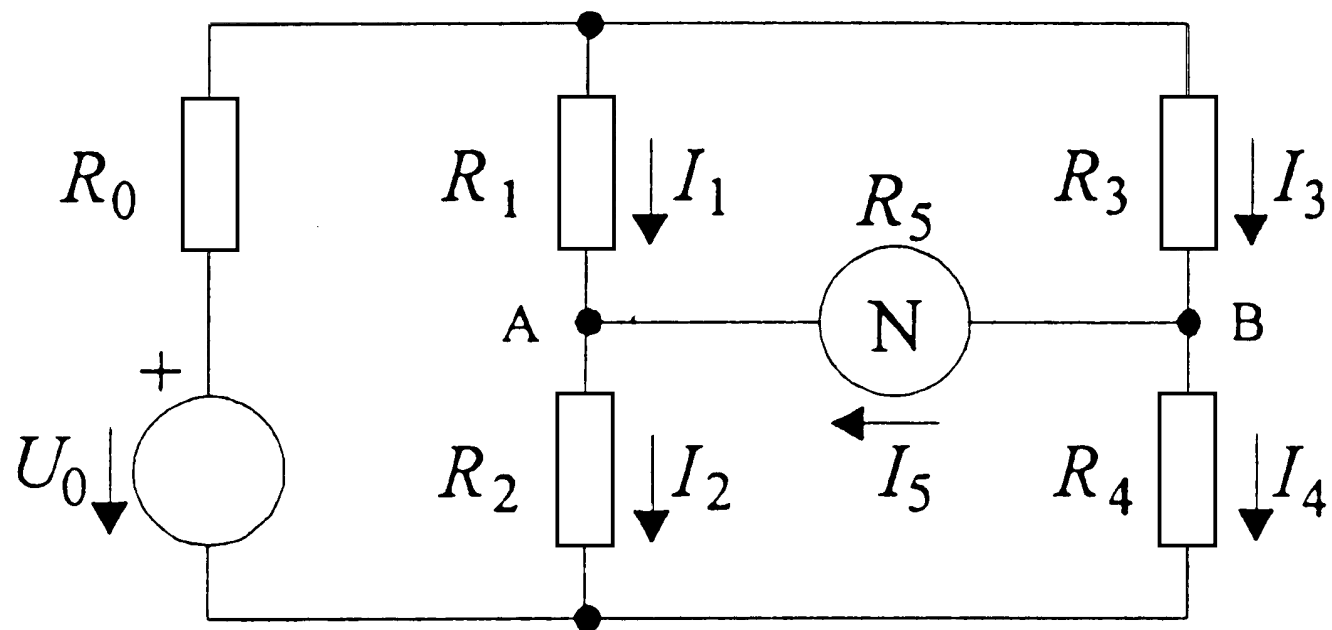 R₀
R₁
I₁
R₅
R₃
I₃
A
N
B
+
U₀
R₂
I₂
I₅
R₄
I₄